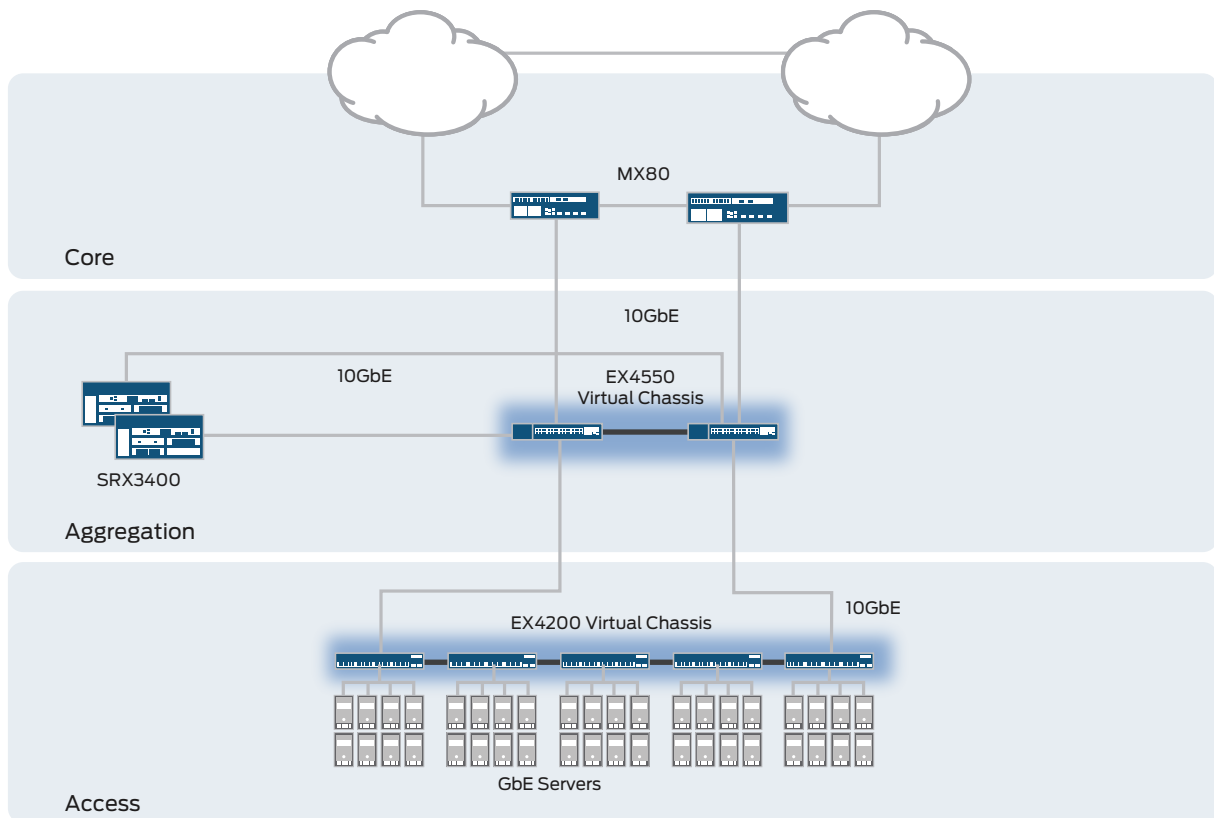 MX80
Core
10GbE
10GbE
EX4550
Virtual Chassis
SRX3400
Aggregation
10GbE
EX4200 Virtual Chassis
GbE Servers
Access